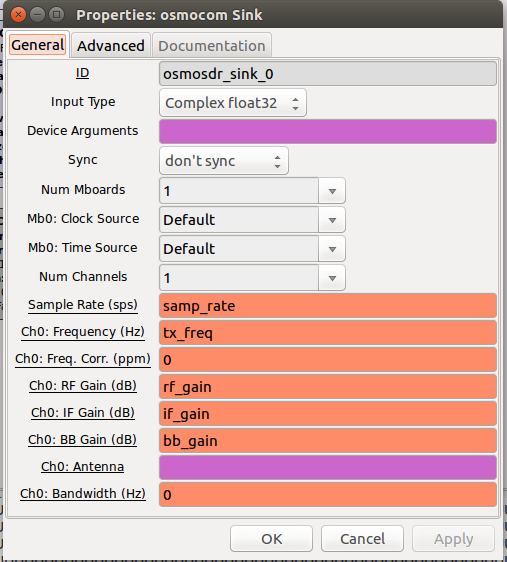 Properties: osmocom Sink
General Advanced Documentation
ID osmosdr_sink_0
Input Type Complex float32
Device Arguments
Sync don't sync
Num Mboards 1
Mb0: Clock Source Default
Mb0: Time Source Default
Num Channels 1
Sample Rate (sps) samp_rate
Ch0: Frequency (Hz) tx_freq
Ch0: Freq. Corr. (ppm) 0
Ch0: RF Gain (dB) rf_gain
Ch0: IF Gain (dB) if_gain
Ch0: BB Gain (dB) bb_gain
Ch0: Antenna
Ch0: Bandwidth (Hz) 0
OK Cancel Apply